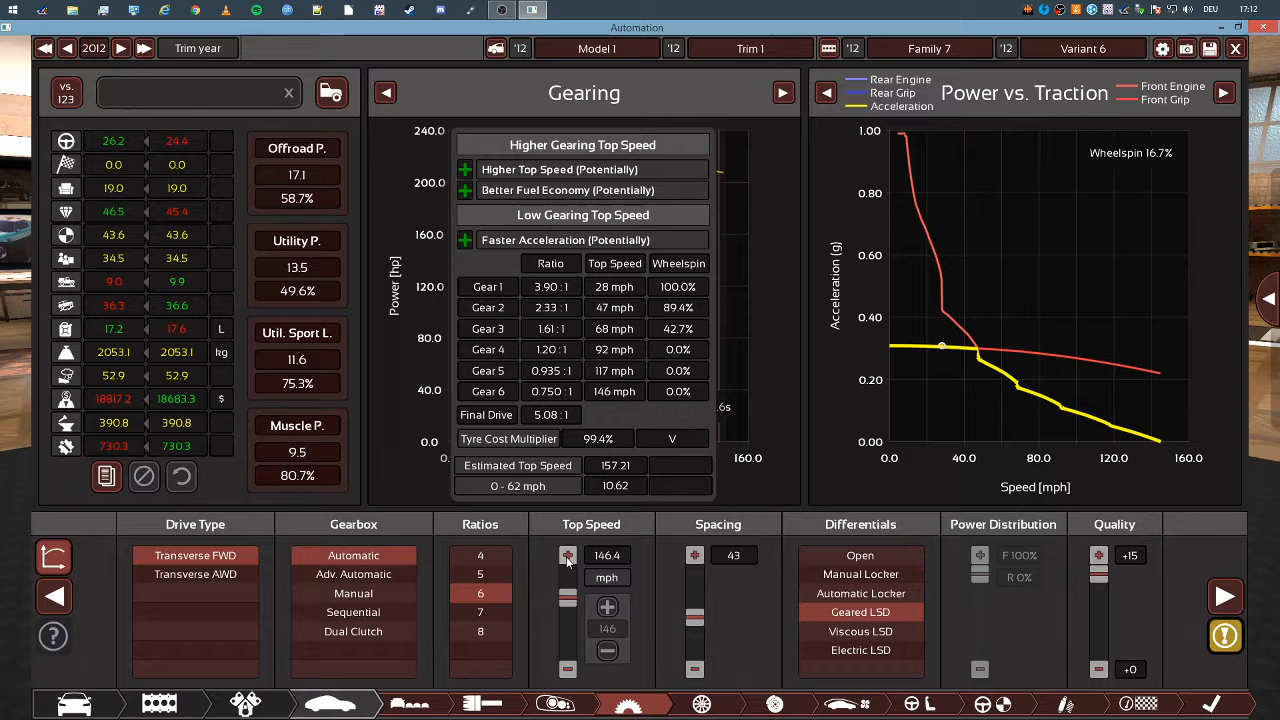 DEU 17:12
Automation
2012 Trim year
'12 Model 1 '12 Trim 1 '12 Family 7 '12 Variant 6
vs. 123
26.2 24.4
0.0 0.0
19.0 19.0
46.5 45.4
43.6 43.6
34.5 34.5
9.0 9.9
36.3 36.6
17.2 17.6 L
2053.1 2053.1 kg
52.9 52.9
18817.2 18683.3 $
390.8 390.8
730.3 730.3
Offroad P.
17.1
58.7%
Utility P.
13.5
49.6%
Util. Sport L.
11.6
75.3%
Muscle P.
9.5
80.7%
Gearing
240.0
200.0
160.0
120.0
80.0
40.0
0.0
Power [hp]
0. 160.0
.6s
Higher Gearing Top Speed
Higher Top Speed (Potentially)
Better Fuel Economy (Potentially)
Low Gearing Top Speed
Faster Acceleration (Potentially)
Ratio Top Speed Wheelspin
Gear 1 3.90 : 1 28 mph 100.0%
Gear 2 2.33 : 1 47 mph 89.4%
Gear 3 1.61 : 1 68 mph 42.7%
Gear 4 1.20 : 1 92 mph 0.0%
Gear 5 0.935 : 1 117 mph 0.0%
Gear 6 0.750 : 1 146 mph 0.0%
Final Drive 5.08 : 1
Tyre Cost Multiplier 99.4% V
Estimated Top Speed 157.21
0 - 62 mph 10.62
Rear Engine
Rear Grip
Acceleration
Power vs. Traction
Front Engine
Front Grip
Wheelspin 16.7%
1.00
0.80
0.60
0.40
0.20
0.00
Acceleration (g)
0.0 40.0 80.0 120.0 160.0
Speed [mph]
Drive Type
Transverse FWD
Transverse AWD
Gearbox
Automatic
Adv. Automatic
Manual
Sequential
Dual Clutch
Ratios
4
5
6
7
8
Top Speed
146.4
mph
146
Spacing
43
Differentials
Open
Manual Locker
Automatic Locker
Geared LSD
Viscous LSD
Electric LSD
Power Distribution
F 100%
R 0%
Quality
+15
+0